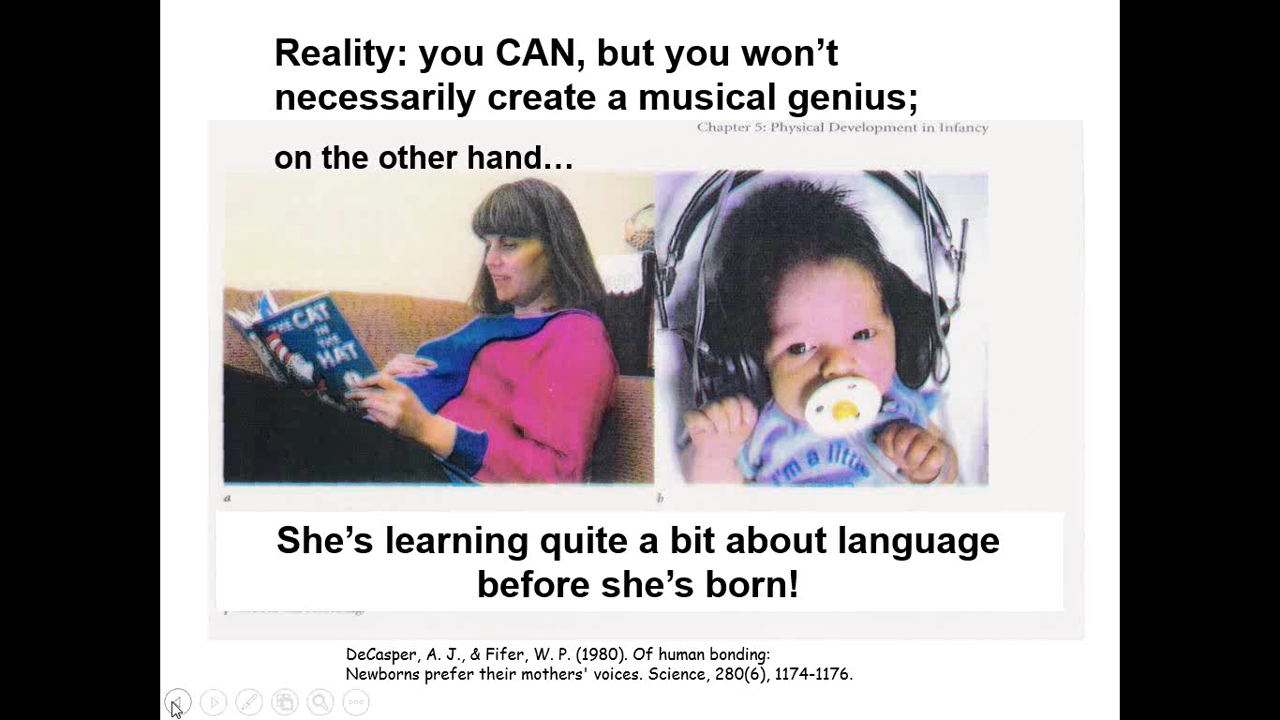 Reality: you CAN, but you won’t
necessarily create a musical genius;
Chapter 5: Physical Development in Infancy
on the other hand…
THE
CAT
IN
THE
HAT
I'm a little
a
b
She’s learning quite a bit about language
before she’s born!
DeCasper, A. J., & Fifer, W. P. (1980). Of human bonding:
Newborns prefer their mothers' voices. Science, 280(6), 1174-1176.